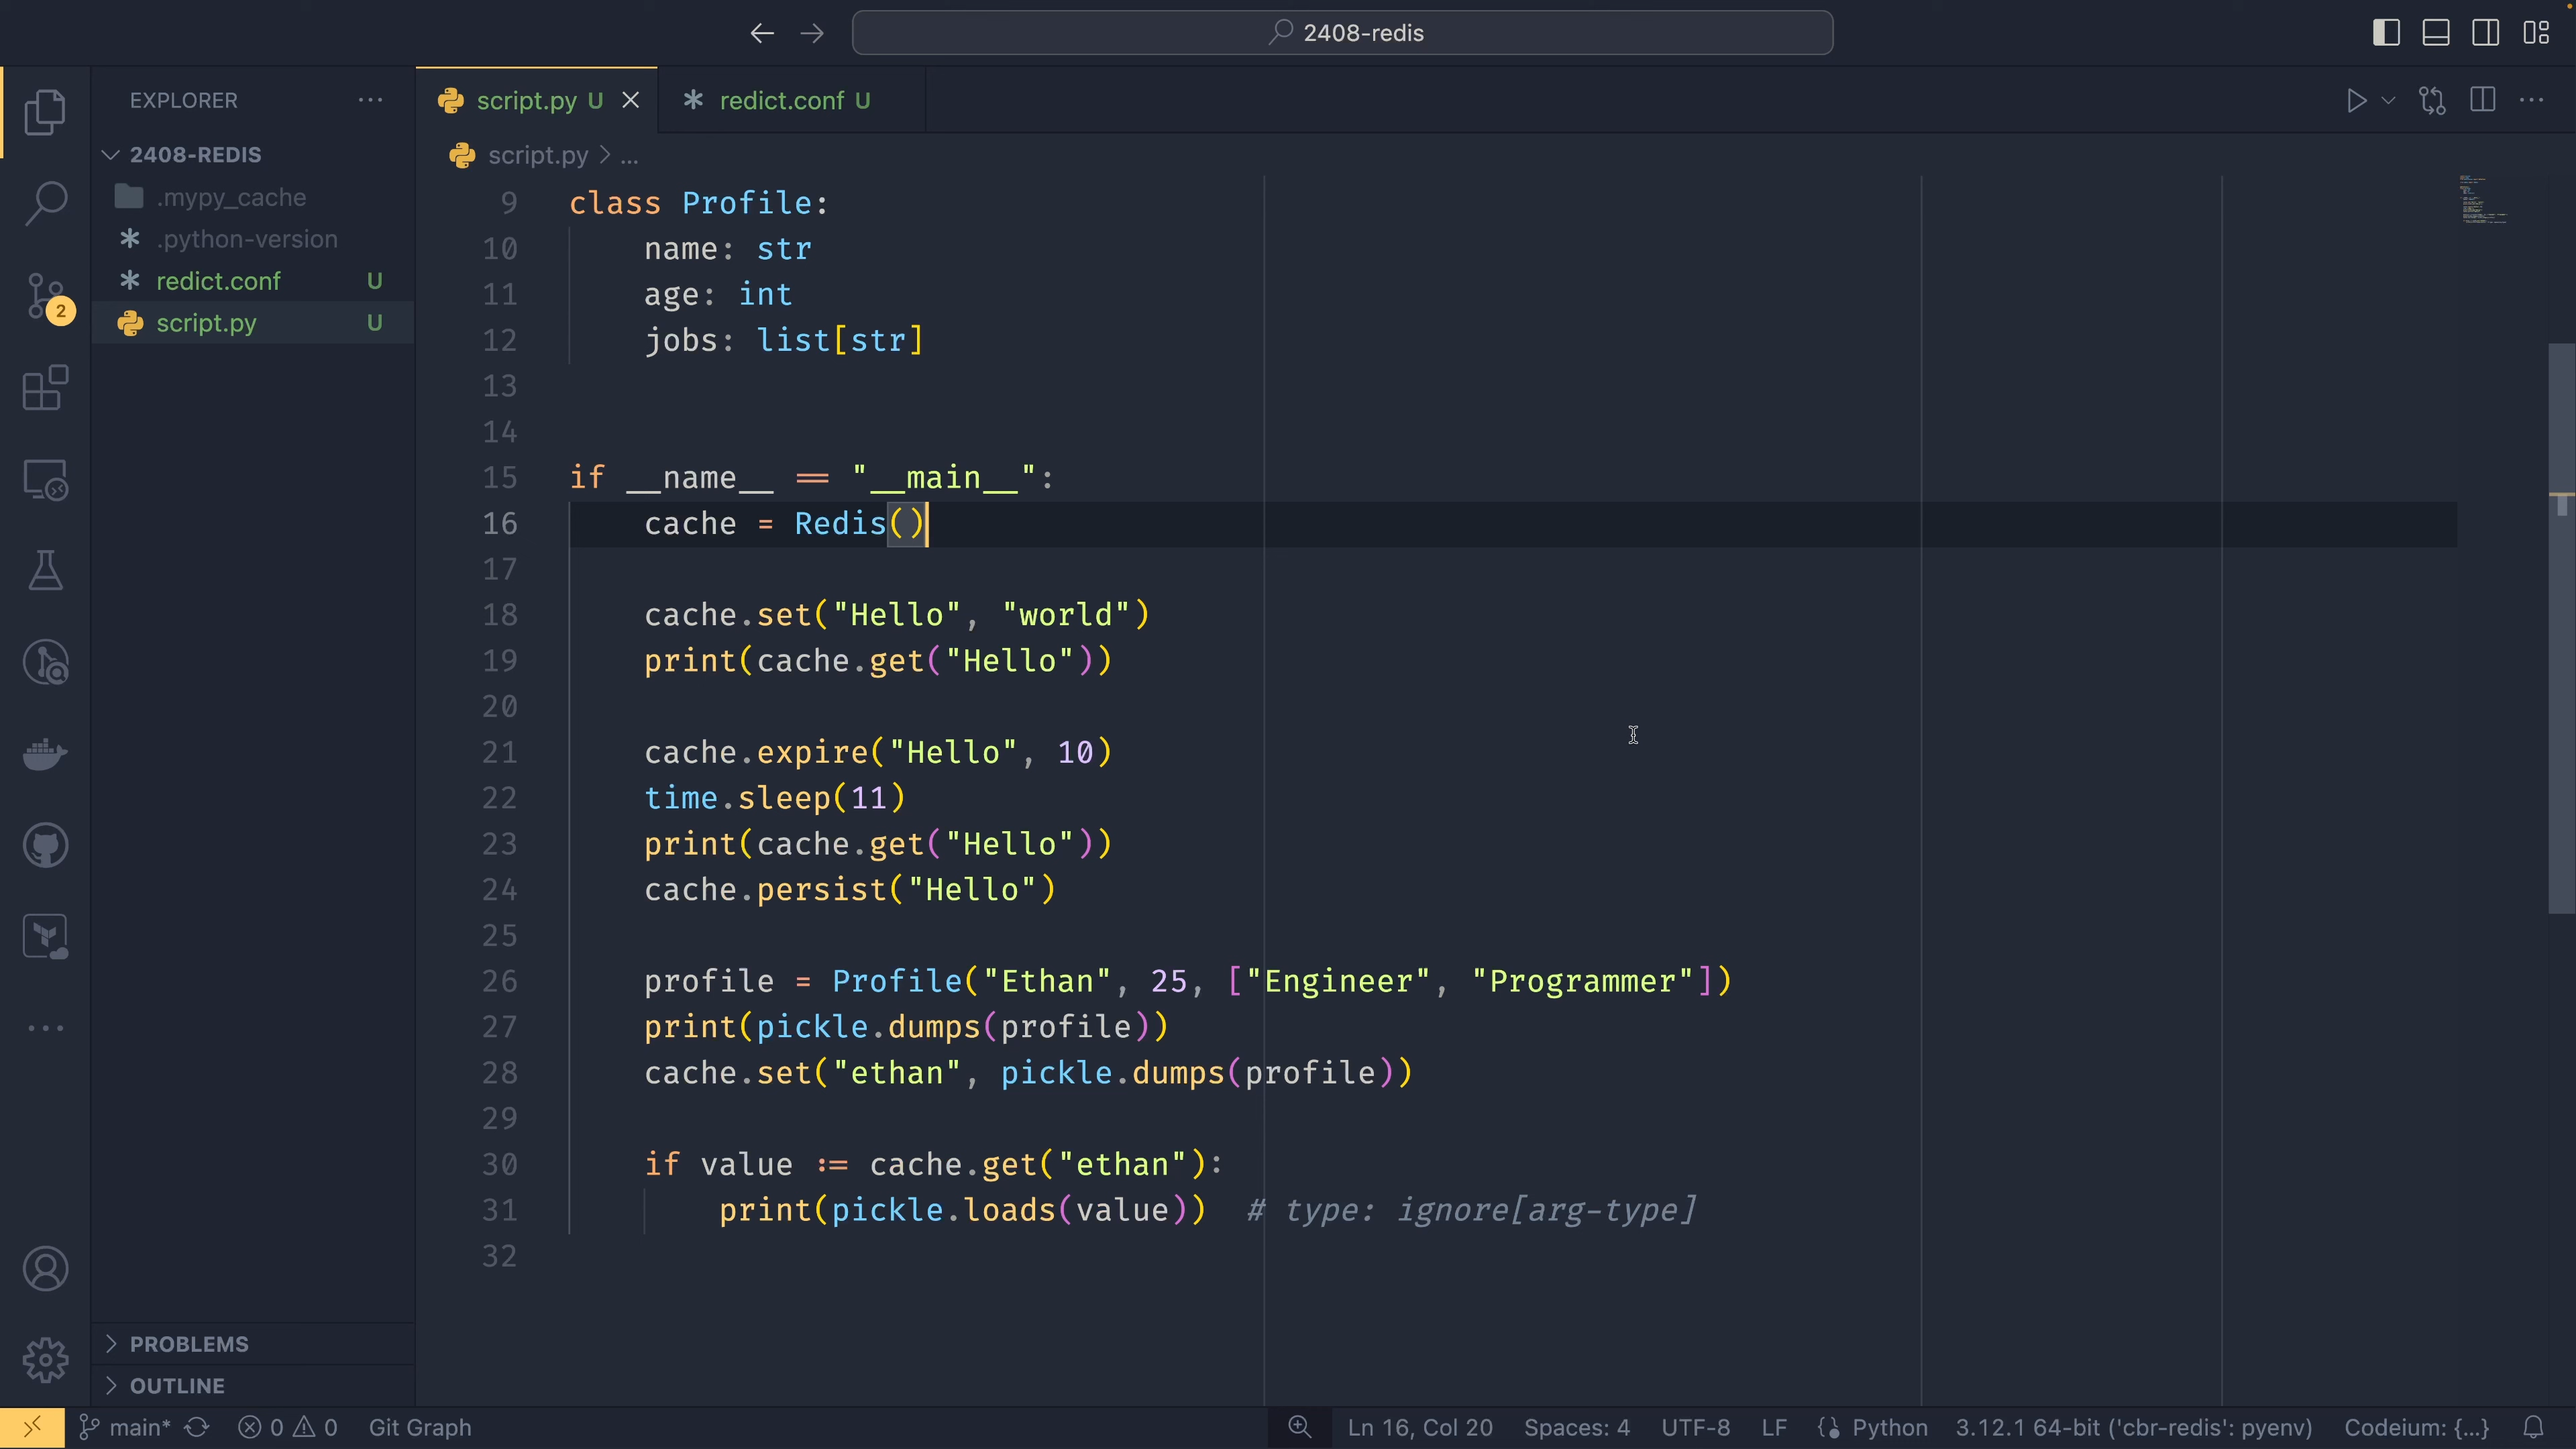 2408-redis
EXPLORER
2408-REDIS
.mypy_cache
.python-version
redict.conf U
script.py U
2
PROBLEMS
OUTLINE
script.py U
redict.conf U
script.py > ...
9 class Profile:
10     name: str
11     age: int
12     jobs: list[str]
13
14
15 if __name__ == "__main__":
16     cache = Redis()
17
18     cache.set("Hello", "world")
19     print(cache.get("Hello"))
20
21     cache.expire("Hello", 10)
22     time.sleep(11)
23     print(cache.get("Hello"))
24     cache.persist("Hello")
25
26     profile = Profile("Ethan", 25, ["Engineer", "Programmer"])
27     print(pickle.dumps(profile))
28     cache.set("ethan", pickle.dumps(profile))
29
30     if value := cache.get("ethan"):
31         print(pickle.loads(value))  # type: ignore[arg-type]
32
main* 0 0 Git Graph Ln 16, Col 20 Spaces: 4 UTF-8 LF Python 3.12.1 64-bit ('cbr-redis': pyenv) Codeium: {...}